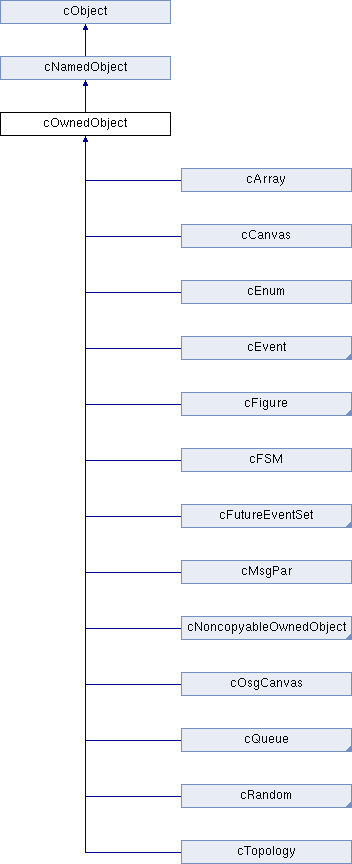 cObject
cNamedObject
cOwnedObject
cArray
cCanvas
cEnum
cEvent
cFigure
cFSM
cFutureEventSet
cMsgPar
cNoncopyableOwnedObject
cOsgCanvas
cQueue
cRandom
cTopology